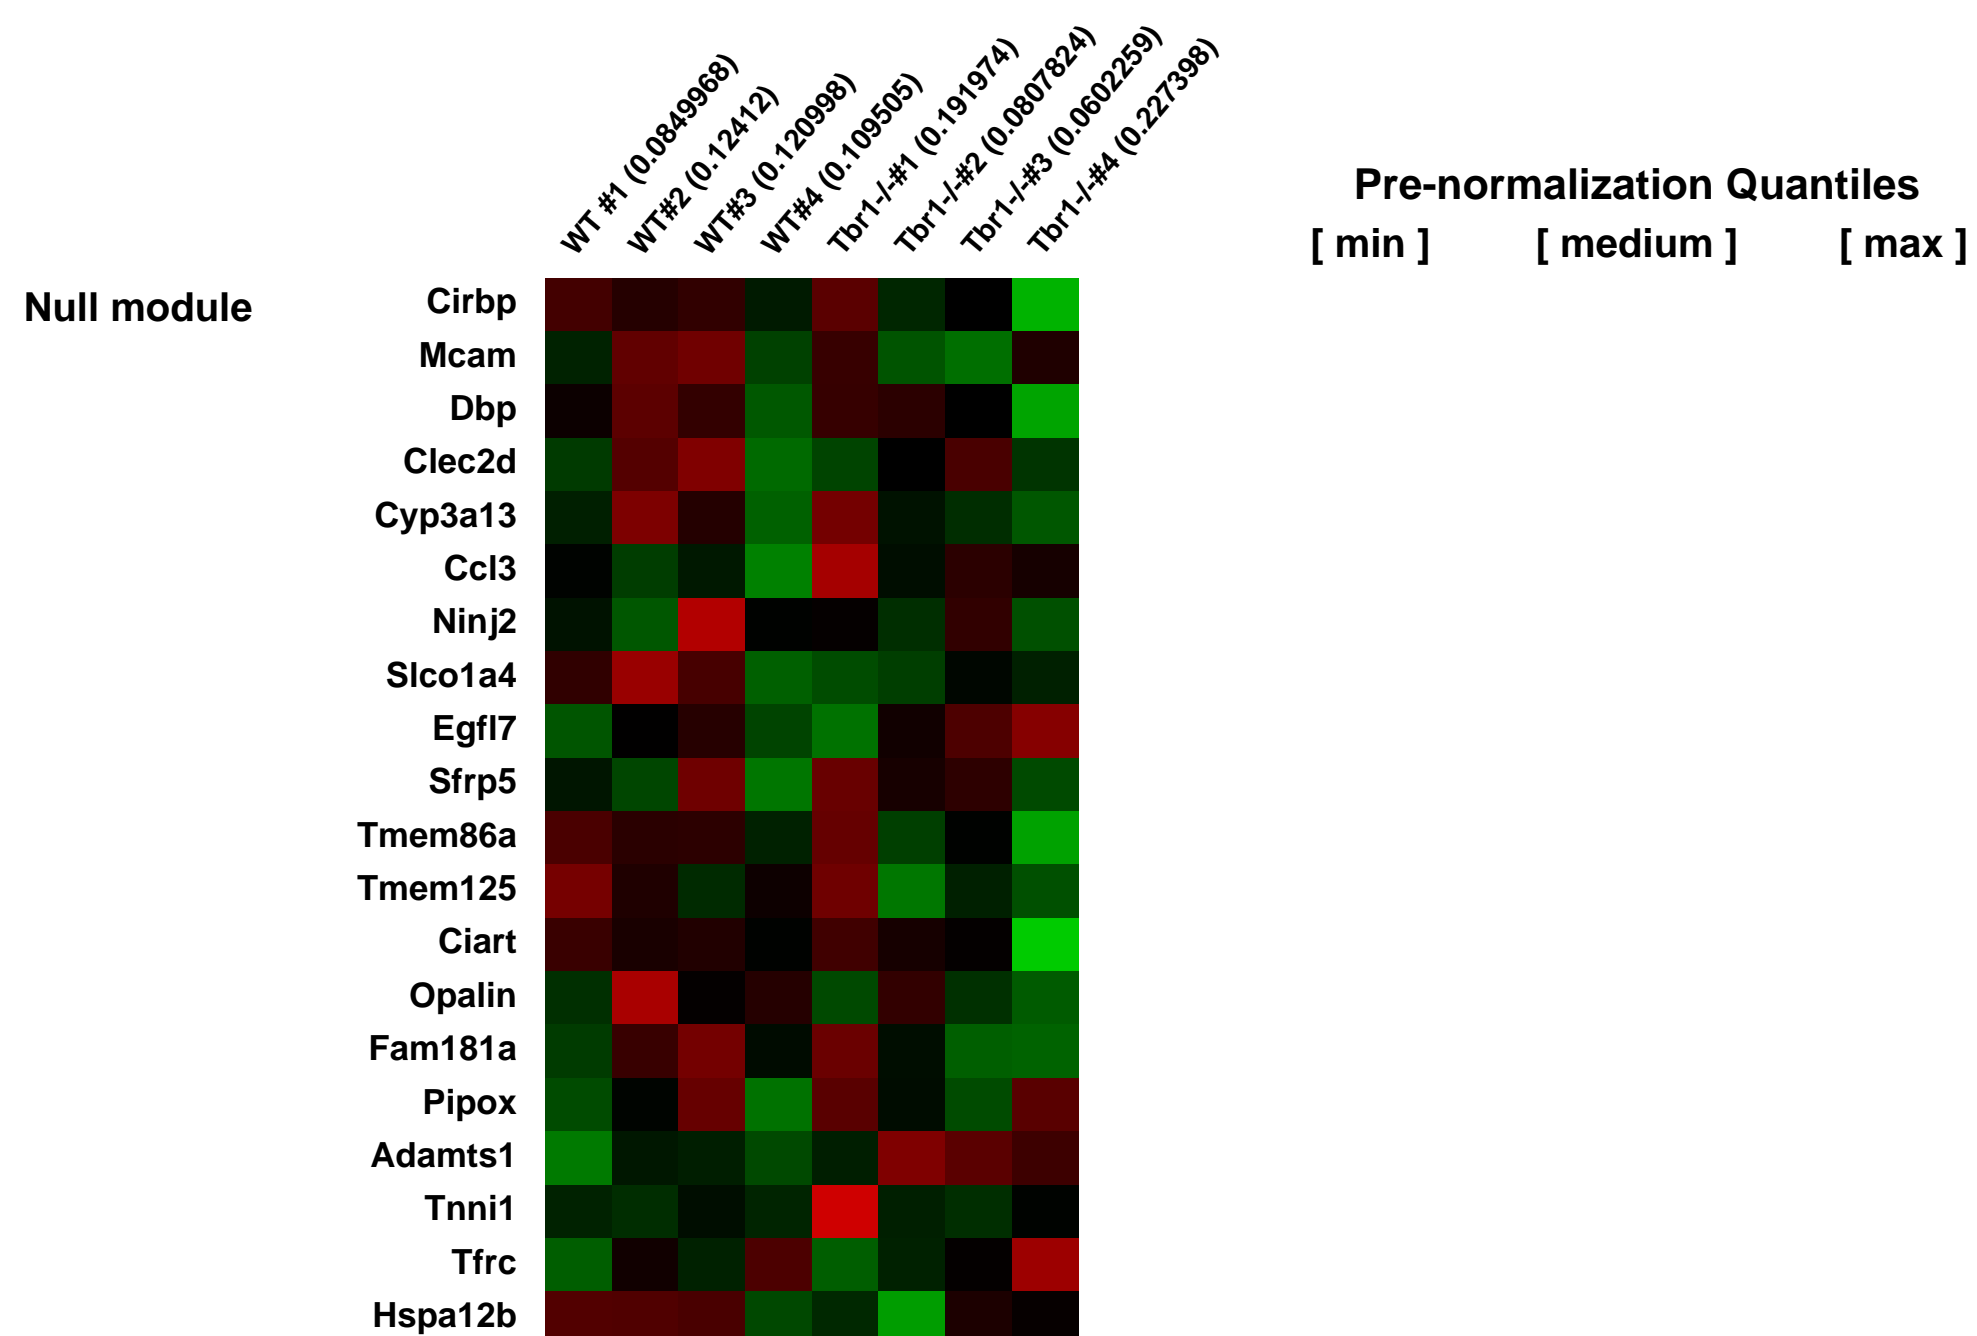 WT #1 (0.0849968)
WT#2 (0.12412)
WT#3 (0.120998)
WT#4 (0.109505)
Tbr1-/-#1 (0.191974)
Tbr1-/-#2 (0.0807824)
Tbr1-/-#3 (0.0602259)
Tbr1-/-#4 (0.227398)
Pre-normalization Quantiles
[ min ] [ medium ] [ max ]
Null module
Cirbp
Mcam
Dbp
Clec2d
Cyp3a13
Ccl3
Ninj2
Slco1a4
Egfl7
Sfrp5
Tmem86a
Tmem125
Ciart
Opalin
Fam181a
Pipox
Adamts1
Tnni1
Tfrc
Hspa12b